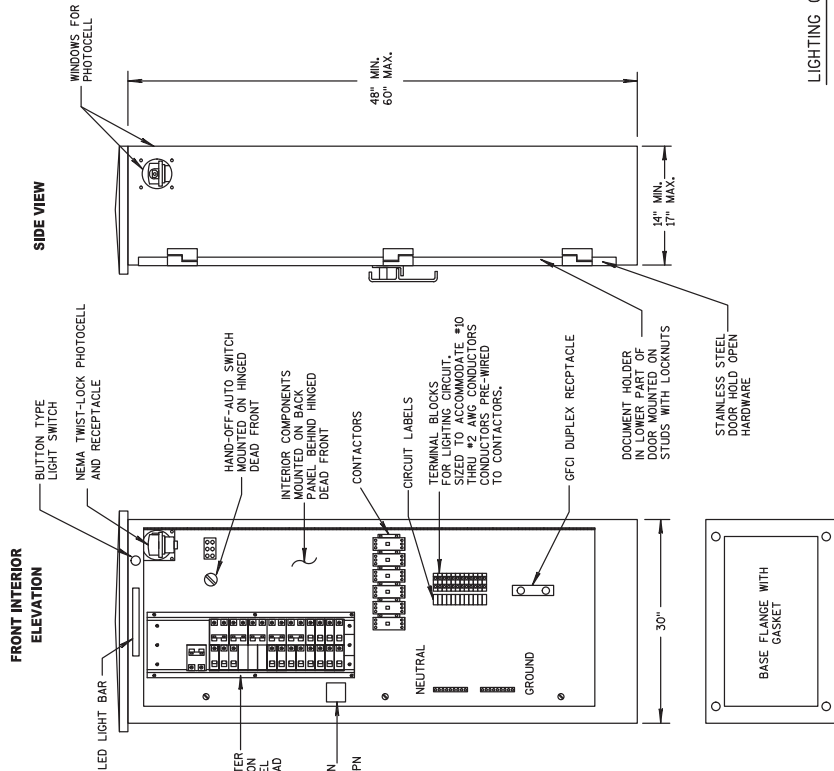 FRONT INTERIOR
ELEVATION
SIDE VIEW
LED LIGHT BAR
BUTTON TYPE
LIGHT SWITCH
NEMA TWIST-LOCK PHOTOCELL
AND RECEPTACLE
HAND-OFF-AUTO SWITCH
MOUNTED ON HINGED
DEAD FRONT
INTERIOR COMPONENTS
MOUNTED ON BACK
PANEL BEHIND HINGED
DEAD FRONT
CONTACTORS
CIRCUIT LABELS
TERMINAL BLOCKS
FOR LIGHTING CIRCUIT.
SIZED TO ACCOMMODATE #10
THRU #2 AWG CONDUCTORS
CONDUCTORS PRE-WIRED
TO CONTACTORS.
GFCI DUPLEX RECPTACLE
NEUTRAL
GROUND
TER
ON
EL
AD
N
PN
30"
BASE FLANGE WITH
GASKET
WINDOWS FOR
PHOTOCELL
48" MIN.
60" MAX.
14" MIN.
17" MAX.
DOCUMENT HOLDER
IN LOWER PART OF
DOOR MOUNTED ON
STUDS WITH LOCKNUTS
STAINLESS STEEL
DOOR HOLD OPEN
HARDWARE
LIGHTING